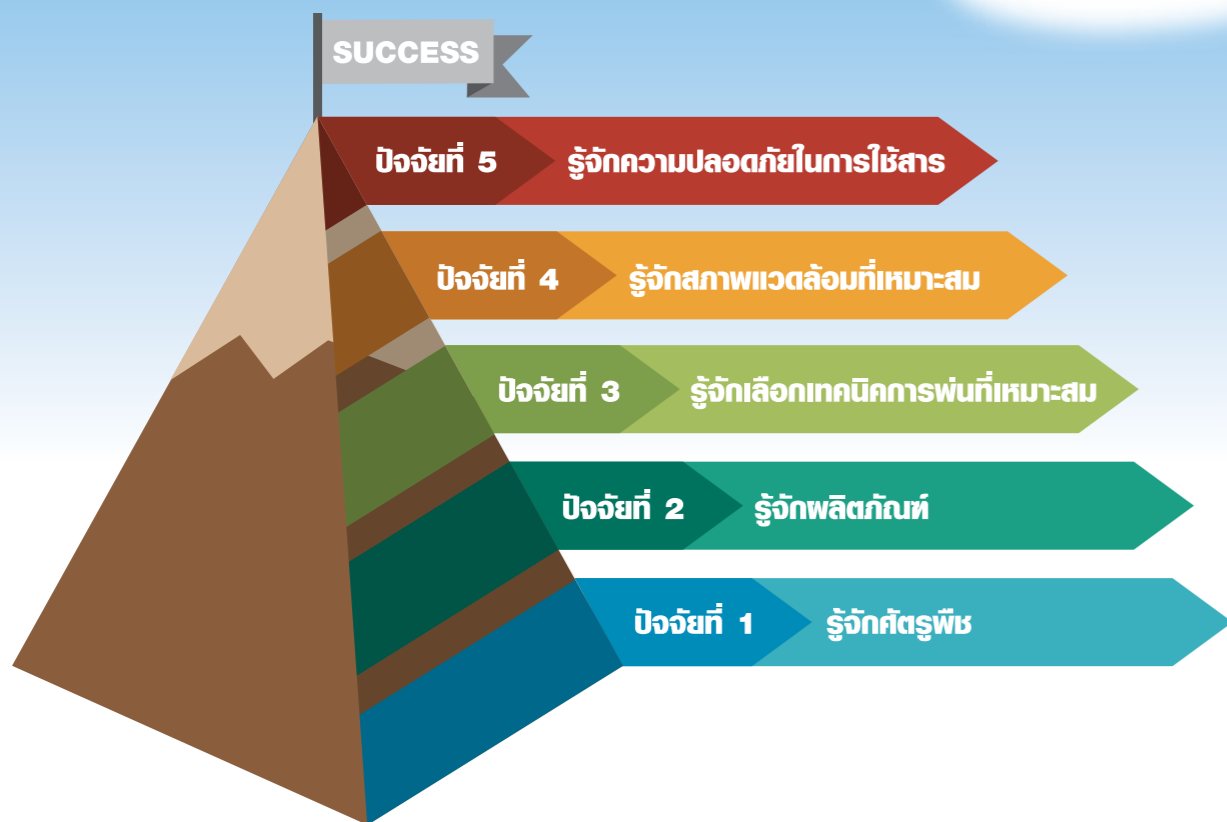 SUCCESS
ปัจจัยที่ 5 รู้จักความปลอดภัยในการใช้สาร
ปัจจัยที่ 4 รู้จักสภาพแวดล้อมที่เหมาะสม
ปัจจัยที่ 3 รู้จักเลือกเทคนิคการพ่นที่เหมาะสม
ปัจจัยที่ 2 รู้จักผลิตภัณฑ์
ปัจจัยที่ 1 รู้จักศัตรูพืช